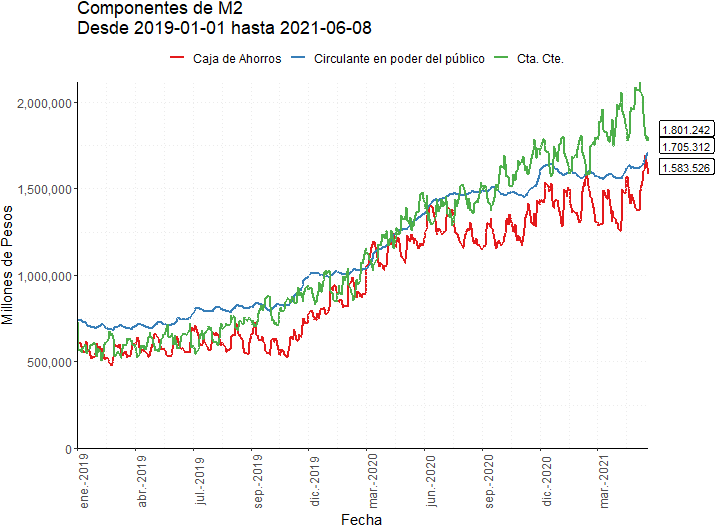 Componentes de M2
Desde 2019-01-01 hasta 2021-06-08
Caja de Ahorros Circulante en poder del público Cta. Cte.
Millones de Pesos
2,000,000
1,500,000
1,000,000
500,000
0
1.801.242
1.705.312
1.583.526
ene.-2019
abr.-2019
jul.-2019
sep.-2019
dic.-2019
mar.-2020
jun.-2020
sep.-2020
dic.-2020
mar.-2021
Fecha